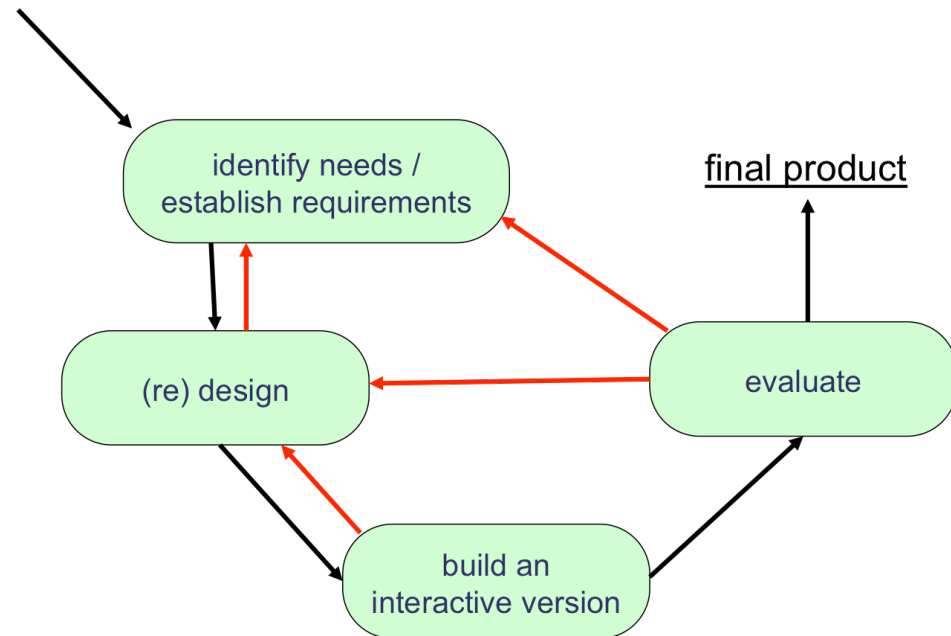 identify needs /
establish requirements
final product
(re) design
evaluate
build an
interactive version